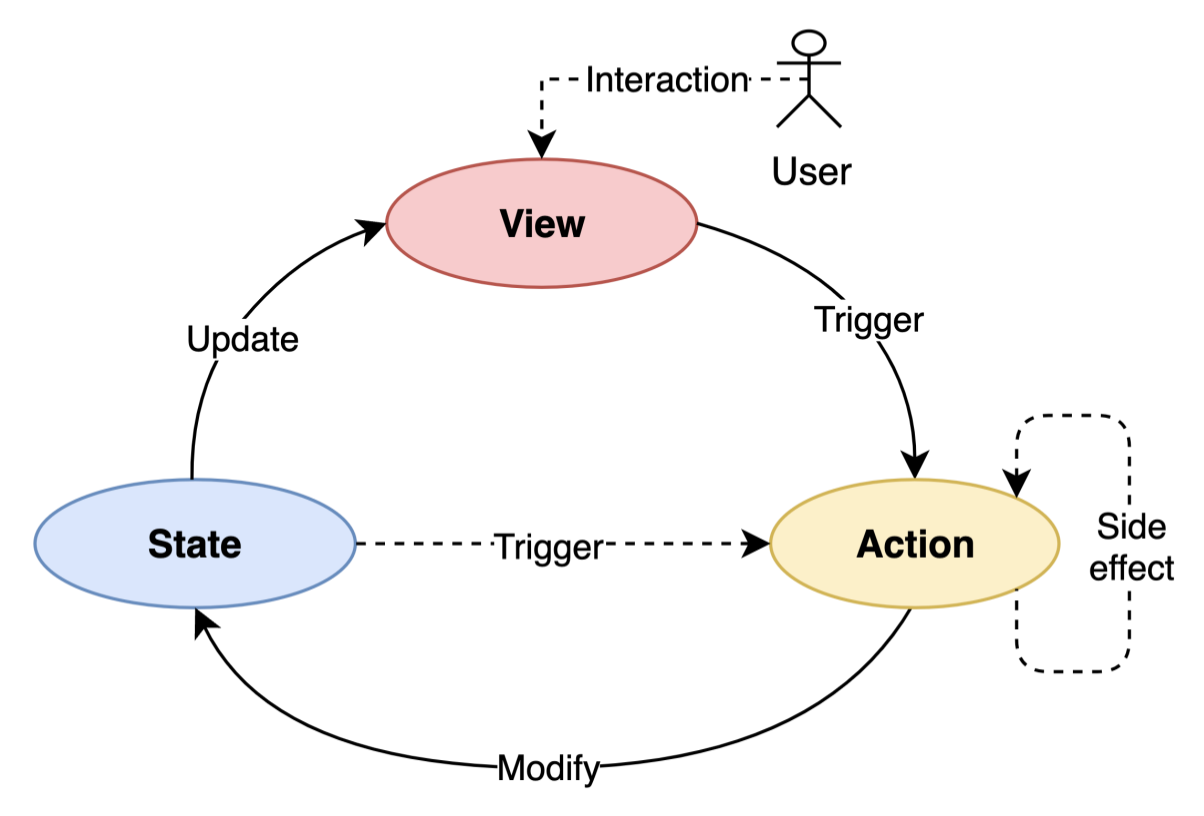 Interaction
User
View
Trigger
Update
Side
effect
State
Trigger
Action
Modify